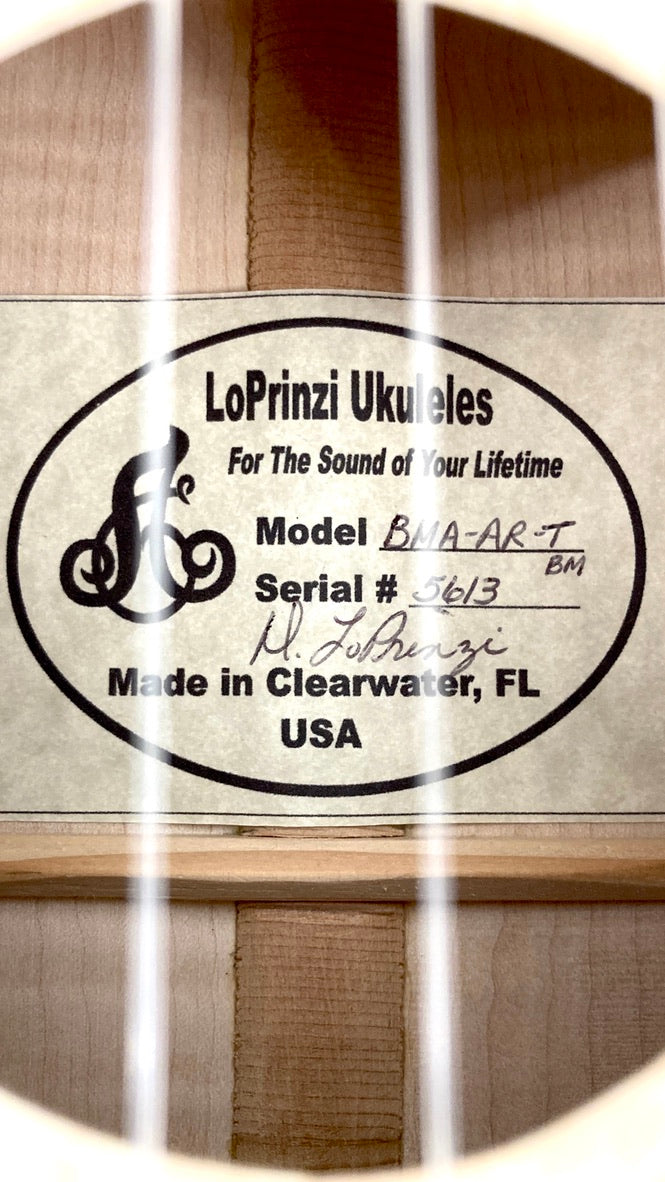 LoPrinzi Ukuleles
For The Sound of Your Lifetime
Model BMA-AR-T
BM
Serial # 5613
D. LoPrinzi
Made in Clearwater, FL
USA